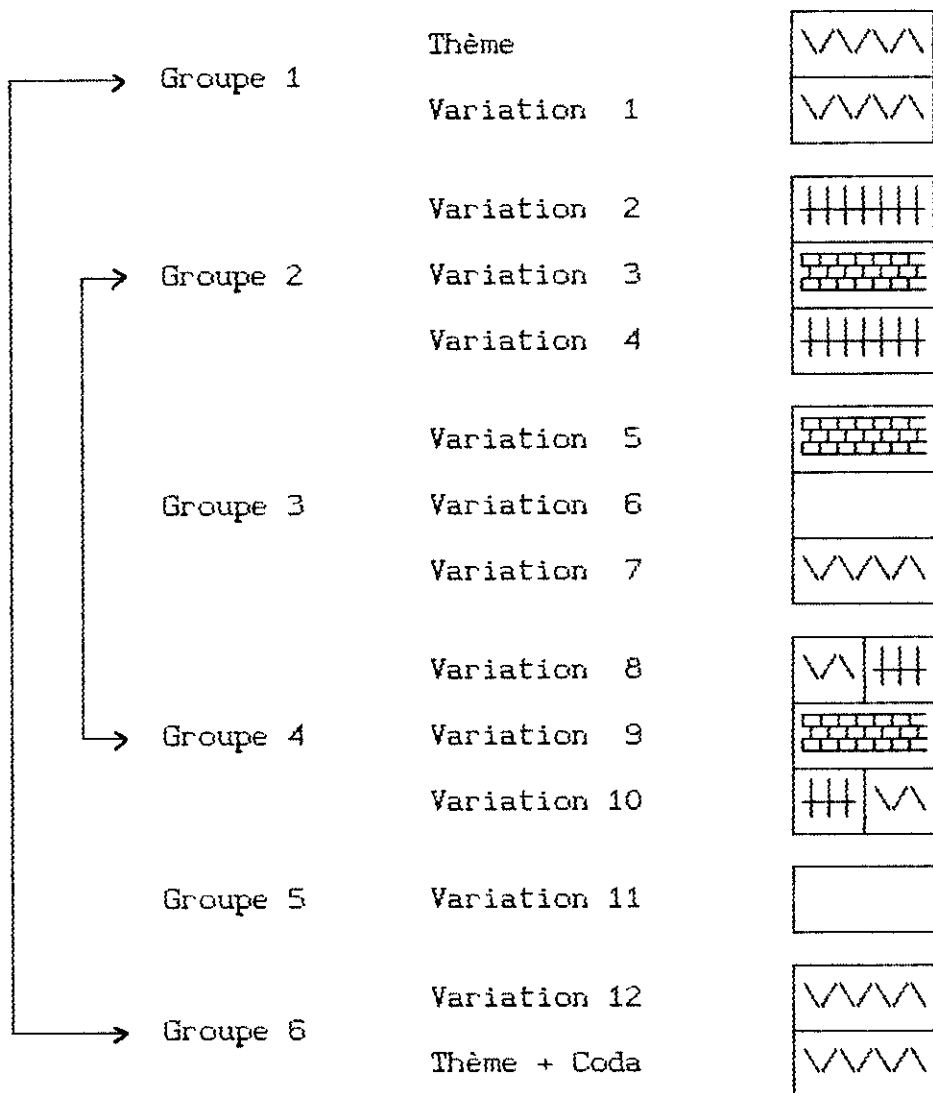 Thème
Groupe 1
Variation 1
Variation 2
Groupe 2 Variation 3
Variation 4
Variation 5
Groupe 3 Variation 6
Variation 7
Variation 8
Groupe 4 Variation 9
Variation 10
Groupe 5 Variation 11
Variation 12
Groupe 6
Thème + Coda